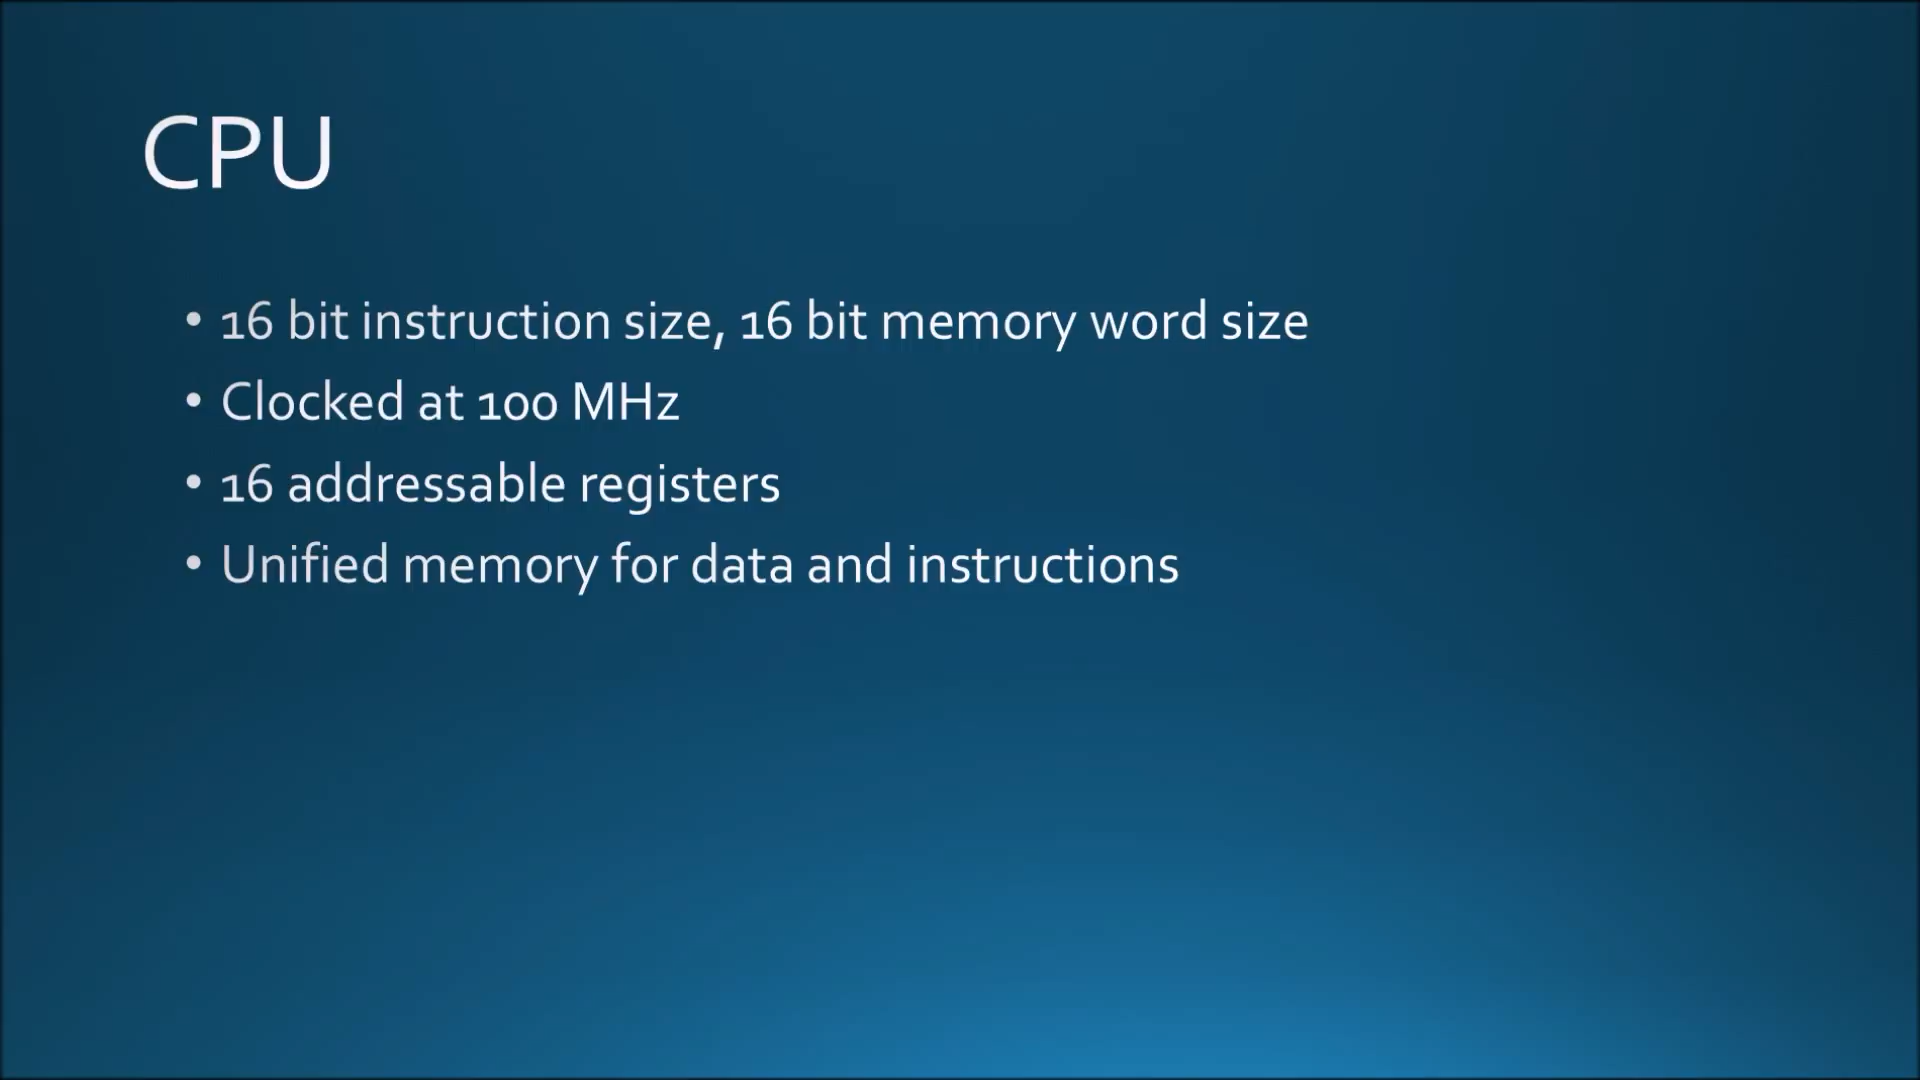 CPU
• 16 bit instruction size, 16 bit memory word size
• Clocked at 100 MHz
• 16 addressable registers
• Unified memory for data and instructions